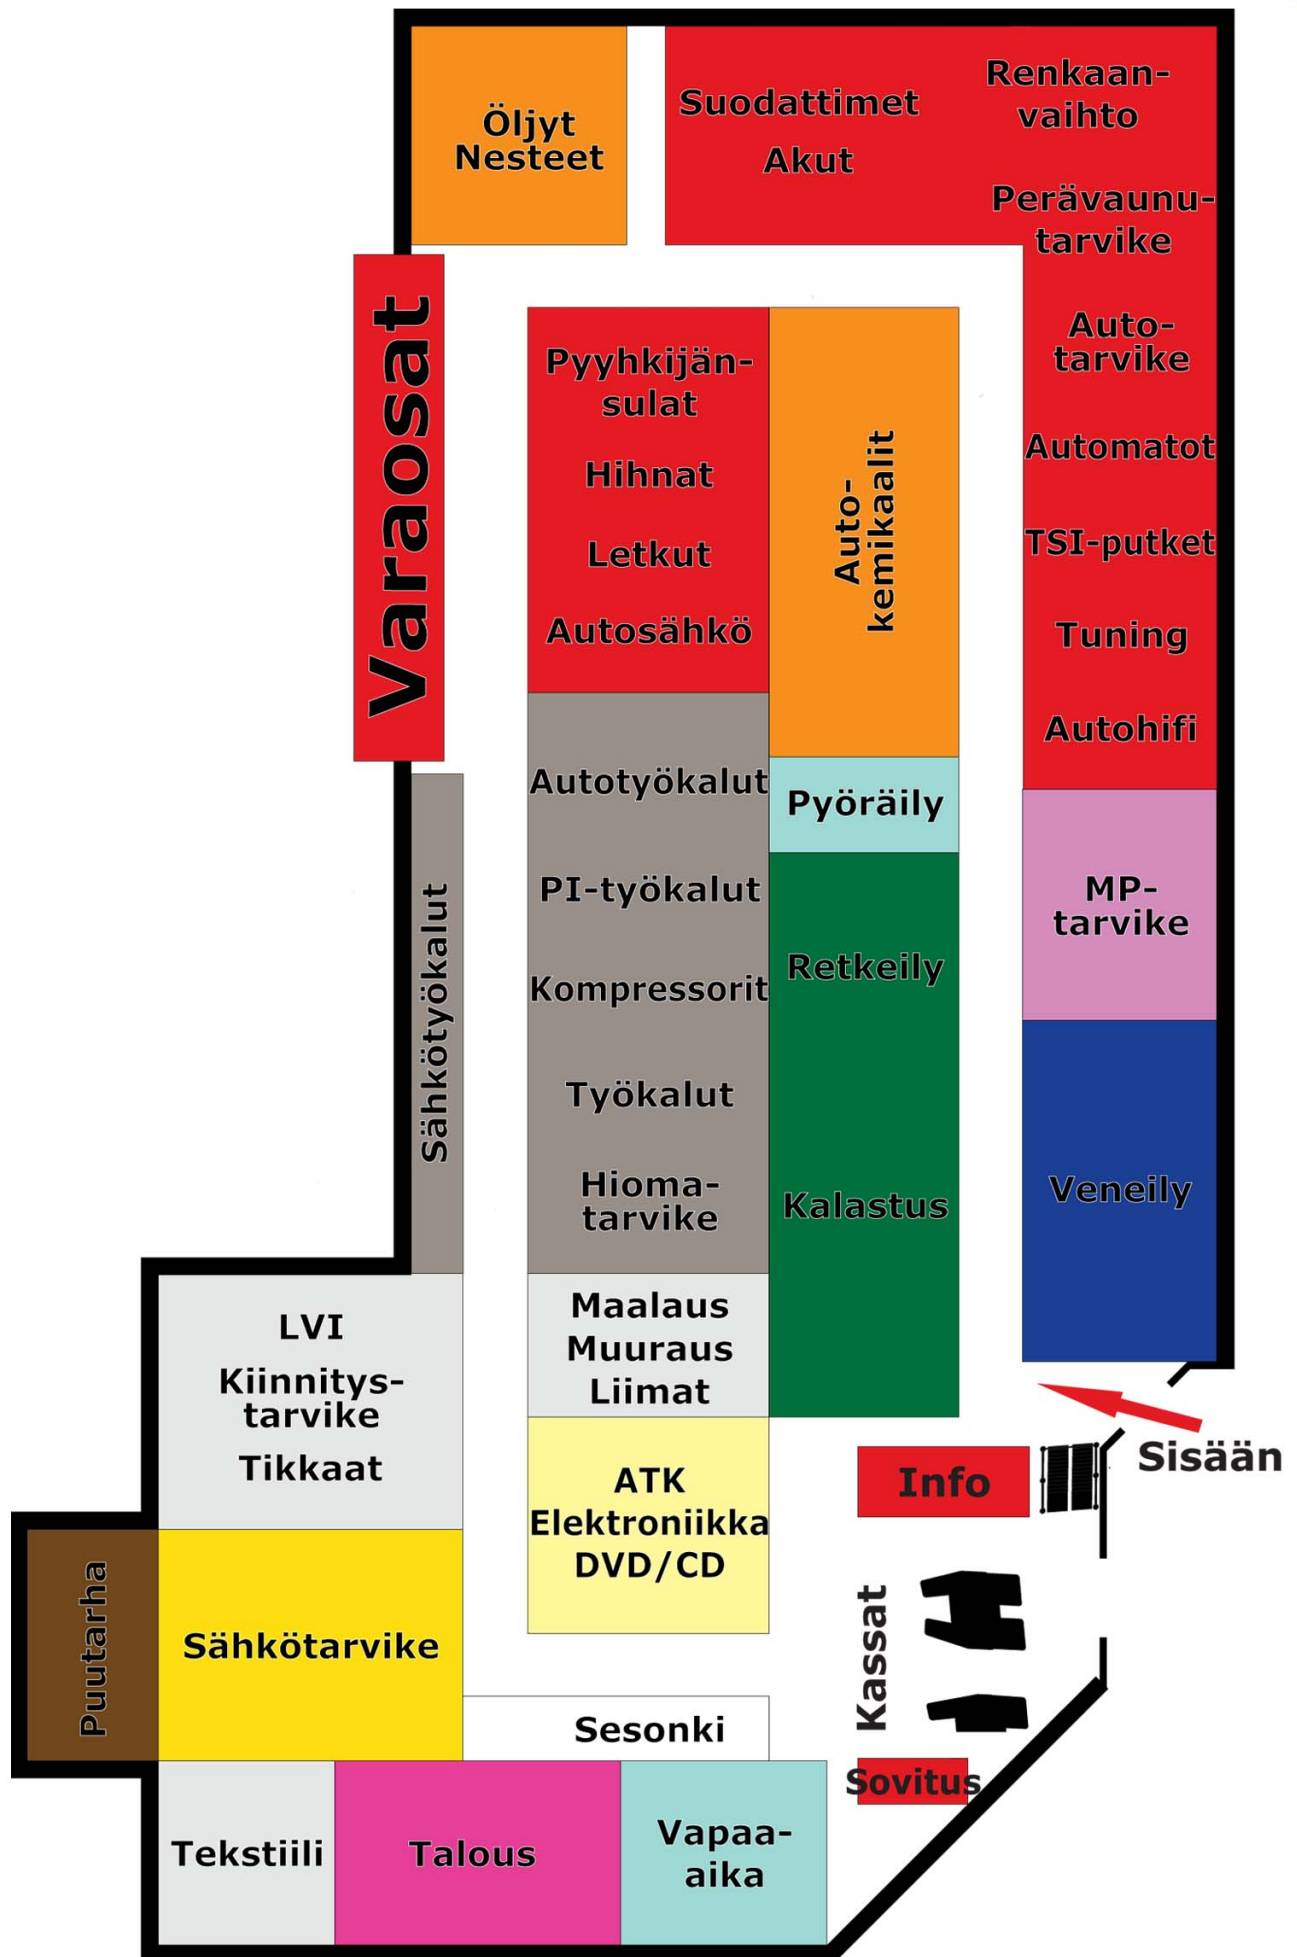 Öljyt
Nesteet
Suodattimet
Akut
Renkaan-
vaihto
Perävaunu-
tarvike
Auto-
tarvike
Automatot
TSI-putket
Tuning
Autohifi
MP-
tarvike
Veneily
Varaosat
Pyyhkijän-
sulat
Hihnat
Letkut
Autosähkö
Auto-
kemikaalit
Autotyökalut
PI-työkalut
Kompressorit
Työkalut
Hioma-
tarvike
Pyöräily
Retkeily
Kalastus
Sähkötyökalut
LVI
Kiinnitys-
tarvike
Tikkaat
Maalaus
Muuraus
Liimat
ATK
Elektroniikka
DVD/CD
Info
Sisään
Puutarha
Sähkötarvike
Kassat
Sesonki
Sovitus
Tekstiili
Talous
Vapaa-
aika